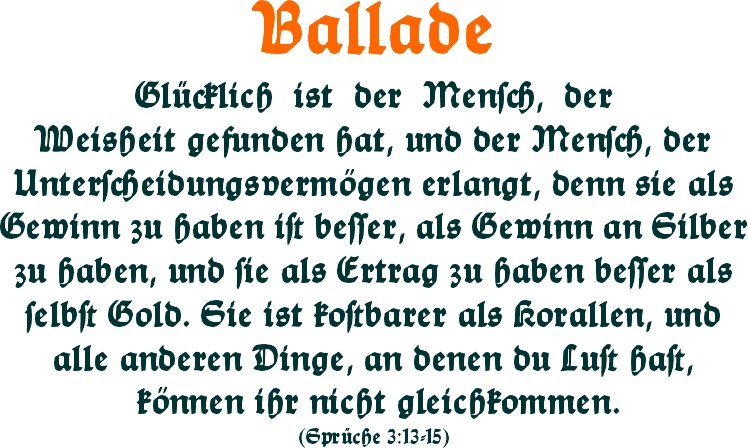 Ballade
Glücklich ist der Menſch, der
Weisheit gefunden hat, und der Menſch, der
Unterſcheidungsvermögen erlangt, denn sie als
Gewinn zu haben iſt beſſer, als Gewinn an Silber
zu haben, und ſie als Ertrag zu haben beſſer als
ſelbſt Gold. Sie ist koſtbarer als Korallen, und
alle anderen Dinge, an denen du Luſt haſt,
können ihr nicht gleichkommen.
(Sprüche 3:13-15)